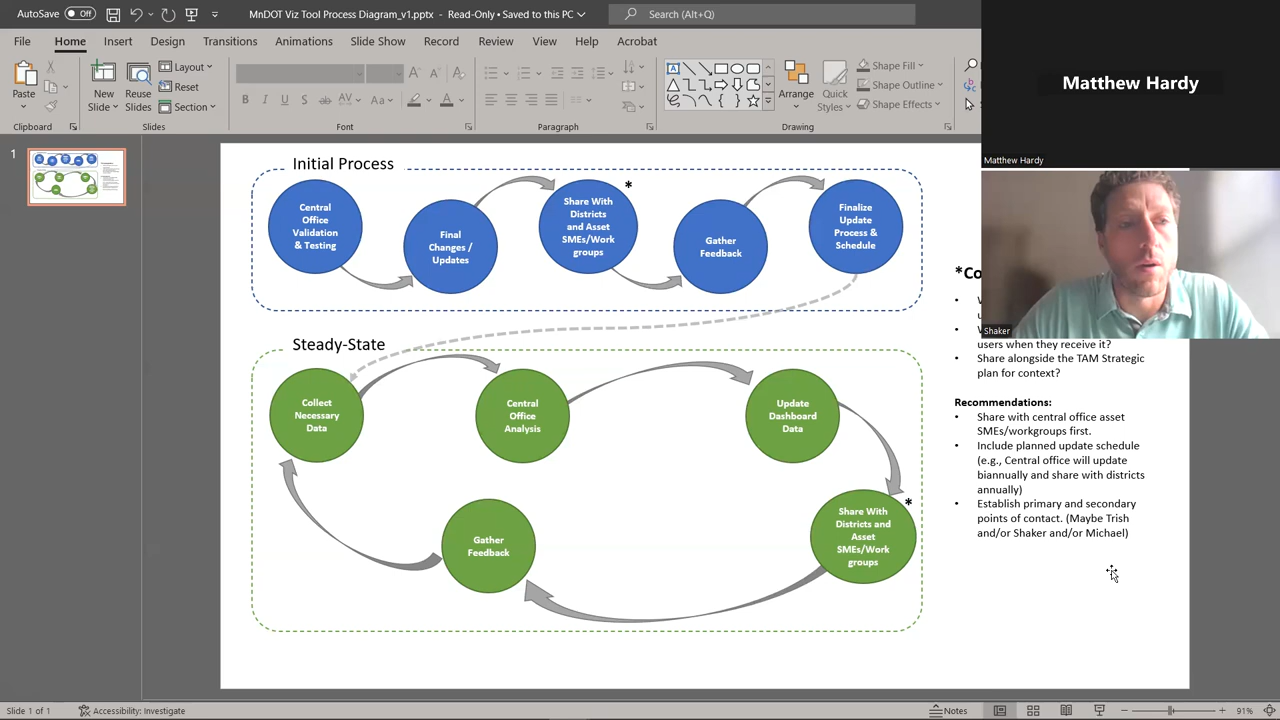 AutoSave Off MnDOT Viz Tool Process Diagram_v1.pptx - Read-Only • Saved to this PC Search (Alt+Q)
File Home Insert Design Transitions Animations Slide Show Record Review View Help Acrobat
Paste
Clipboard
New
Slide
Reuse
Slides
Layout
Reset
Section
Slides
Font
Paragraph
Arrange
Quick
Styles
Shape Fill
Shape Outline
Shape Effects
Drawing
Matthew Hardy
Matthew Hardy
Shaker
1
Initial Process
Central
Office
Validation
& Testing
Final
Changes /
Updates
Share With
Districts
and Asset
SMEs/Work
groups
*
Gather
Feedback
Finalize
Update
Process &
Schedule
Steady-State
Collect
Necessary
Data
Central
Office
Analysis
Update
Dashboard
Data
Share With
Districts and
Asset
SMEs/Work
groups
*
Gather
Feedback
*Co
users when they receive it?
• Share alongside the TAM Strategic
plan for context?
Recommendations:
• Share with central office asset
SMEs/workgroups first.
• Include planned update schedule
(e.g., Central office will update
biannually and share with districts
annually)
• Establish primary and secondary
points of contact. (Maybe Trish
and/or Shaker and/or Michael)
Slide 1 of 1 Accessibility: Investigate Notes 91%